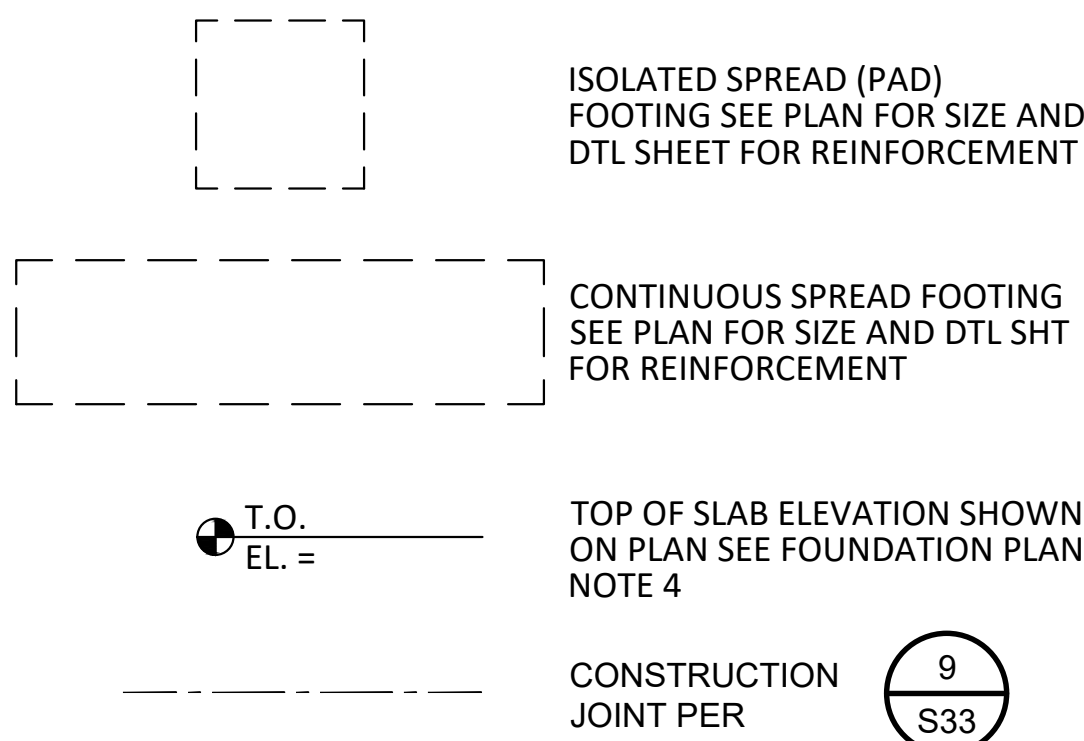 ISOLATED SPREAD (PAD)
FOOTING SEE PLAN FOR SIZE AND
DTL SHEET FOR REINFORCEMENT
CONTINUOUS SPREAD FOOTING
SEE PLAN FOR SIZE AND DTL SHT
FOR REINFORCEMENT
T.O.
EL. =
TOP OF SLAB ELEVATION SHOWN
ON PLAN SEE FOUNDATION PLAN
NOTE 4
CONSTRUCTION
JOINT PER
9
S33